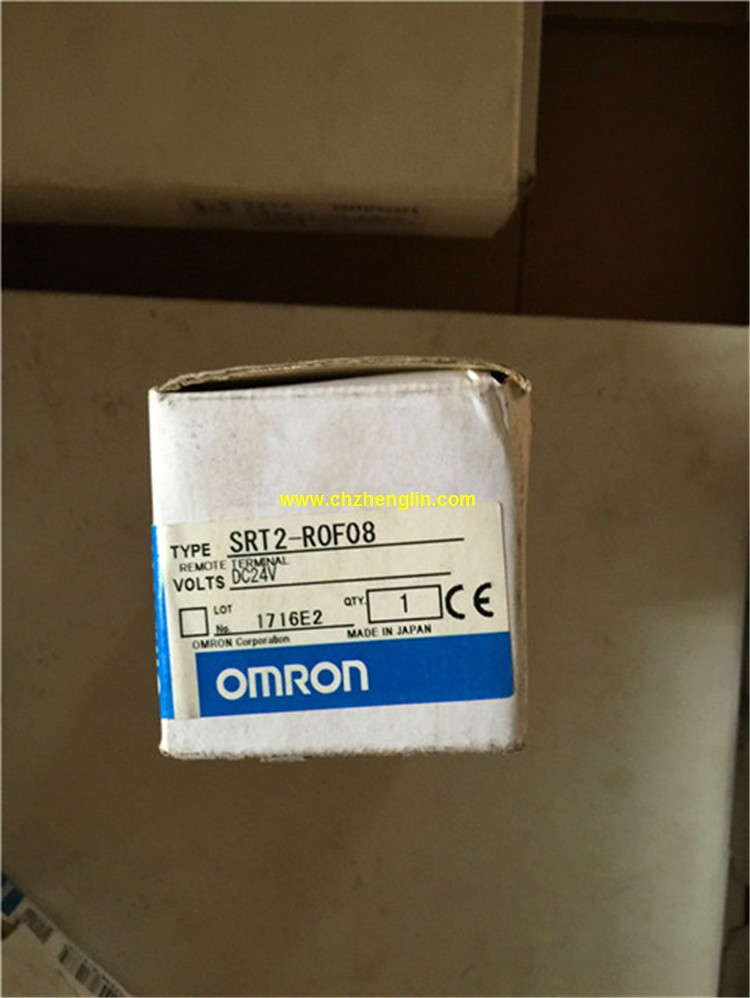 www.chzhenglin.com
TYPE SRT2-ROF08
REMOTE TERMINAL
VOLTS DC24V
LOT No. 1716E2 QTY. 1 CE
OMRON Corporation MADE IN JAPAN
OMRON